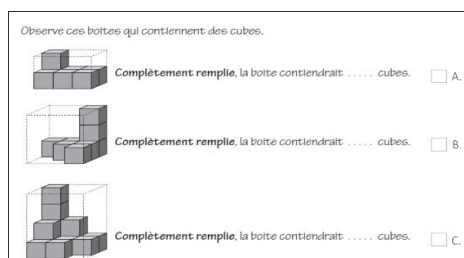 Observe ces boîtes qui contiennent des cubes.
Complètement remplie, la boîte contiendrait ..... cubes. A.
Complètement remplie, la boîte contiendrait ..... cubes. B.
Complètement remplie, la boîte contiendrait ..... cubes. C.